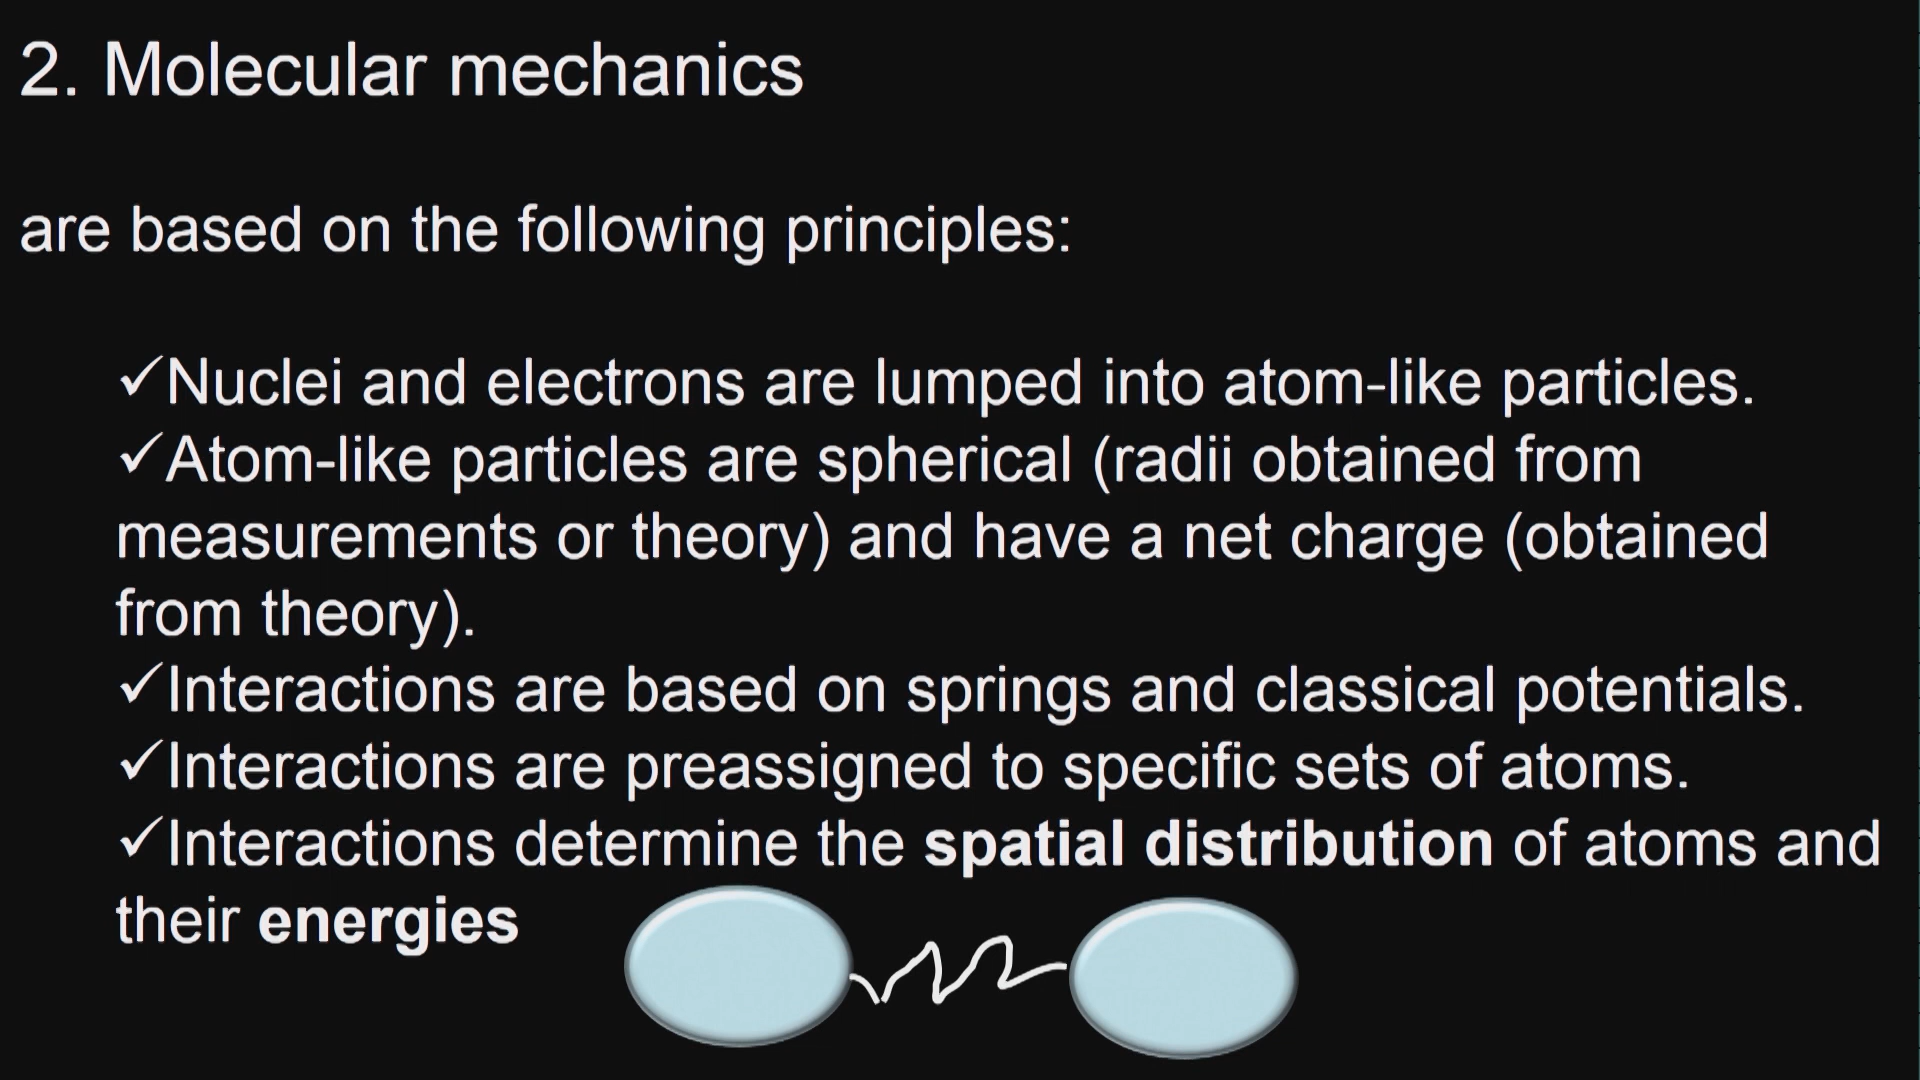 2. Molecular mechanics
are based on the following principles:
✓Nuclei and electrons are lumped into atom-like particles.
✓Atom-like particles are spherical (radii obtained from
measurements or theory) and have a net charge (obtained
from theory).
✓Interactions are based on springs and classical potentials.
✓Interactions are preassigned to specific sets of atoms.
✓Interactions determine the spatial distribution of atoms and
their energies